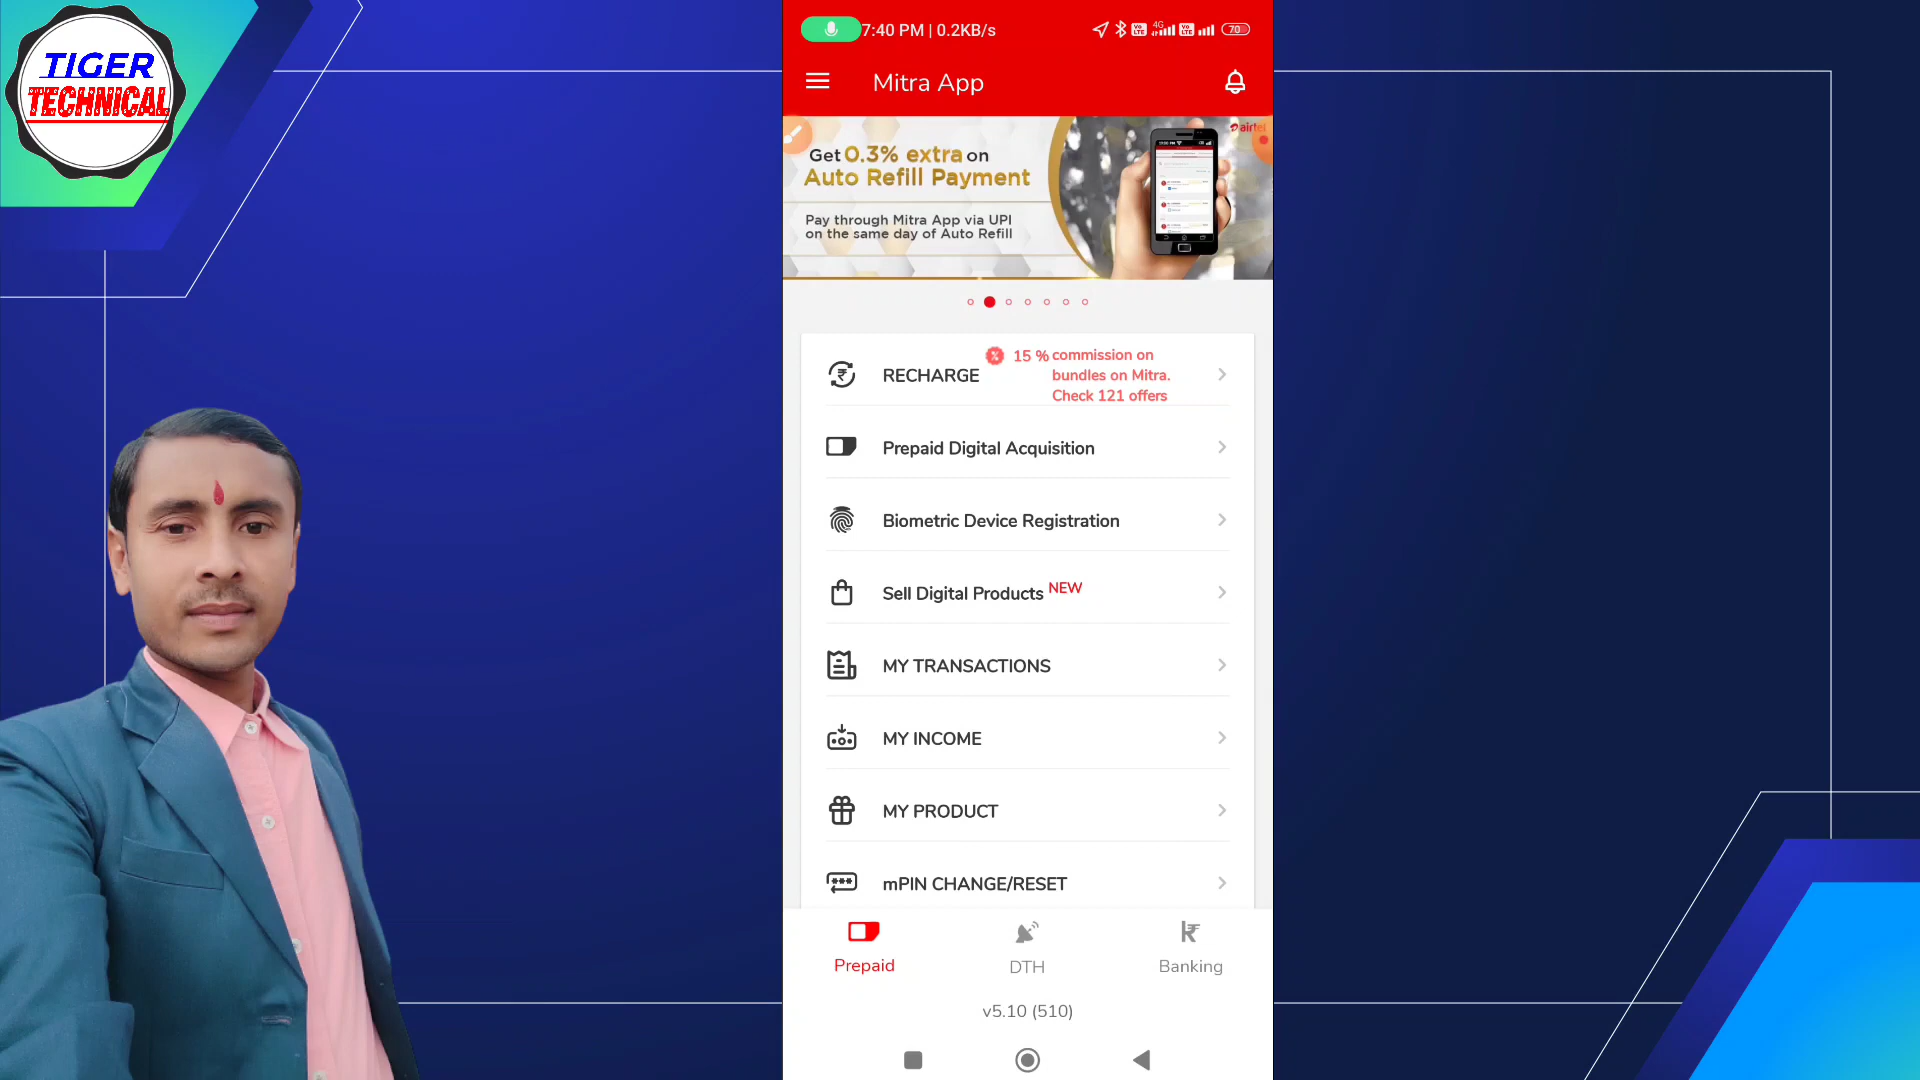 TIGER
TECHNICAL
7:40 PM | 0.2KB/s
4G
70
Mitra App
airtel
Get 0.3% extra on
Auto Refill Payment
Pay through Mitra App via UPI
on the same day of Auto Refill
RECHARGE
15 % commission on
bundles on Mitra.
Check 121 offers
Prepaid Digital Acquisition
Biometric Device Registration
Sell Digital Products NEW
MY TRANSACTIONS
MY INCOME
MY PRODUCT
mPIN CHANGE/RESET
Prepaid
DTH
Banking
v5.10 (510)